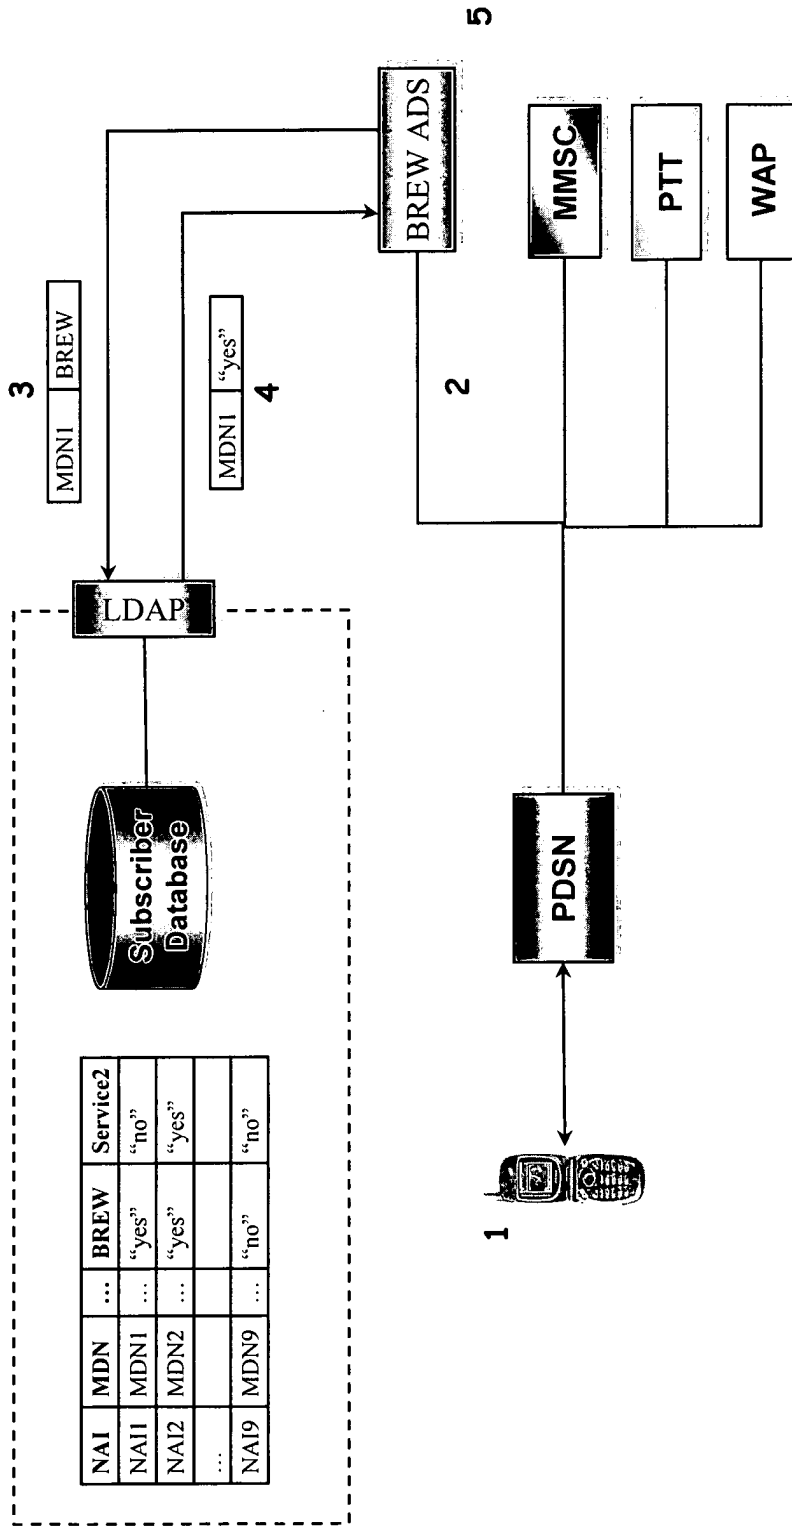 NAI MDN ... BREW Service2
NAI1 MDN1 ... “yes” “no”
NAI2 MDN2 ... “yes” “yes”
...
NAI9 MDN9 ... “no” “no”
Subscriber
Database
LDAP
3
MDN1 BREW
MDN1 “yes”
4
BREW ADS
5
2
1
PDSN
MMSC
PTT
WAP